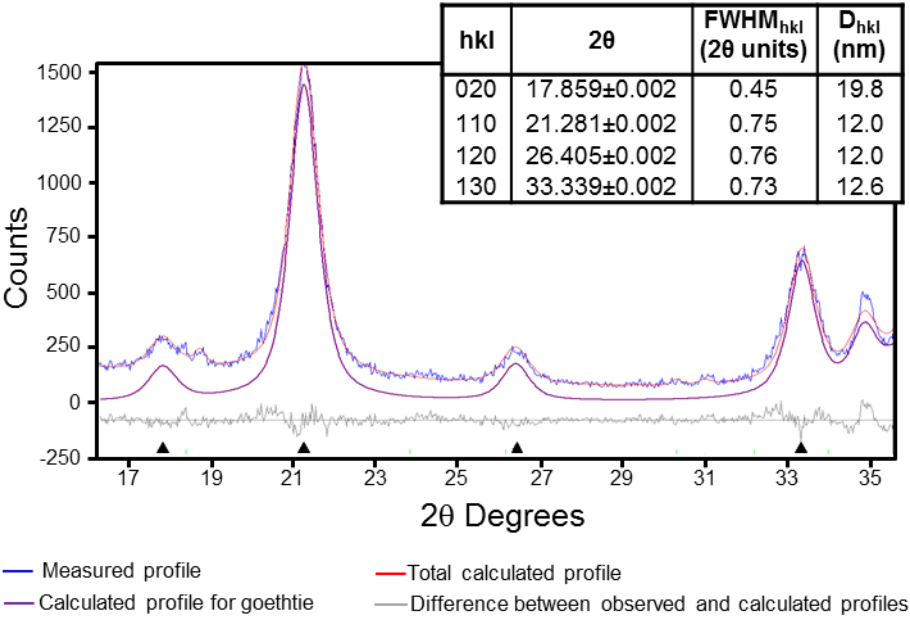 hkl 2θ FWHMhkl (2θ units) Dhkl (nm)
020 17.859±0.002 0.45 19.8
110 21.281±0.002 0.75 12.0
120 26.405±0.002 0.76 12.0
130 33.339±0.002 0.73 12.6
1500
1250
1000
750
500
250
0
-250
Counts
17 19 21 23 25 27 29 31 33 35
2θ Degrees
Measured profile
Total calculated profile
Calculated profile for goethtie
Difference between observed and calculated profiles